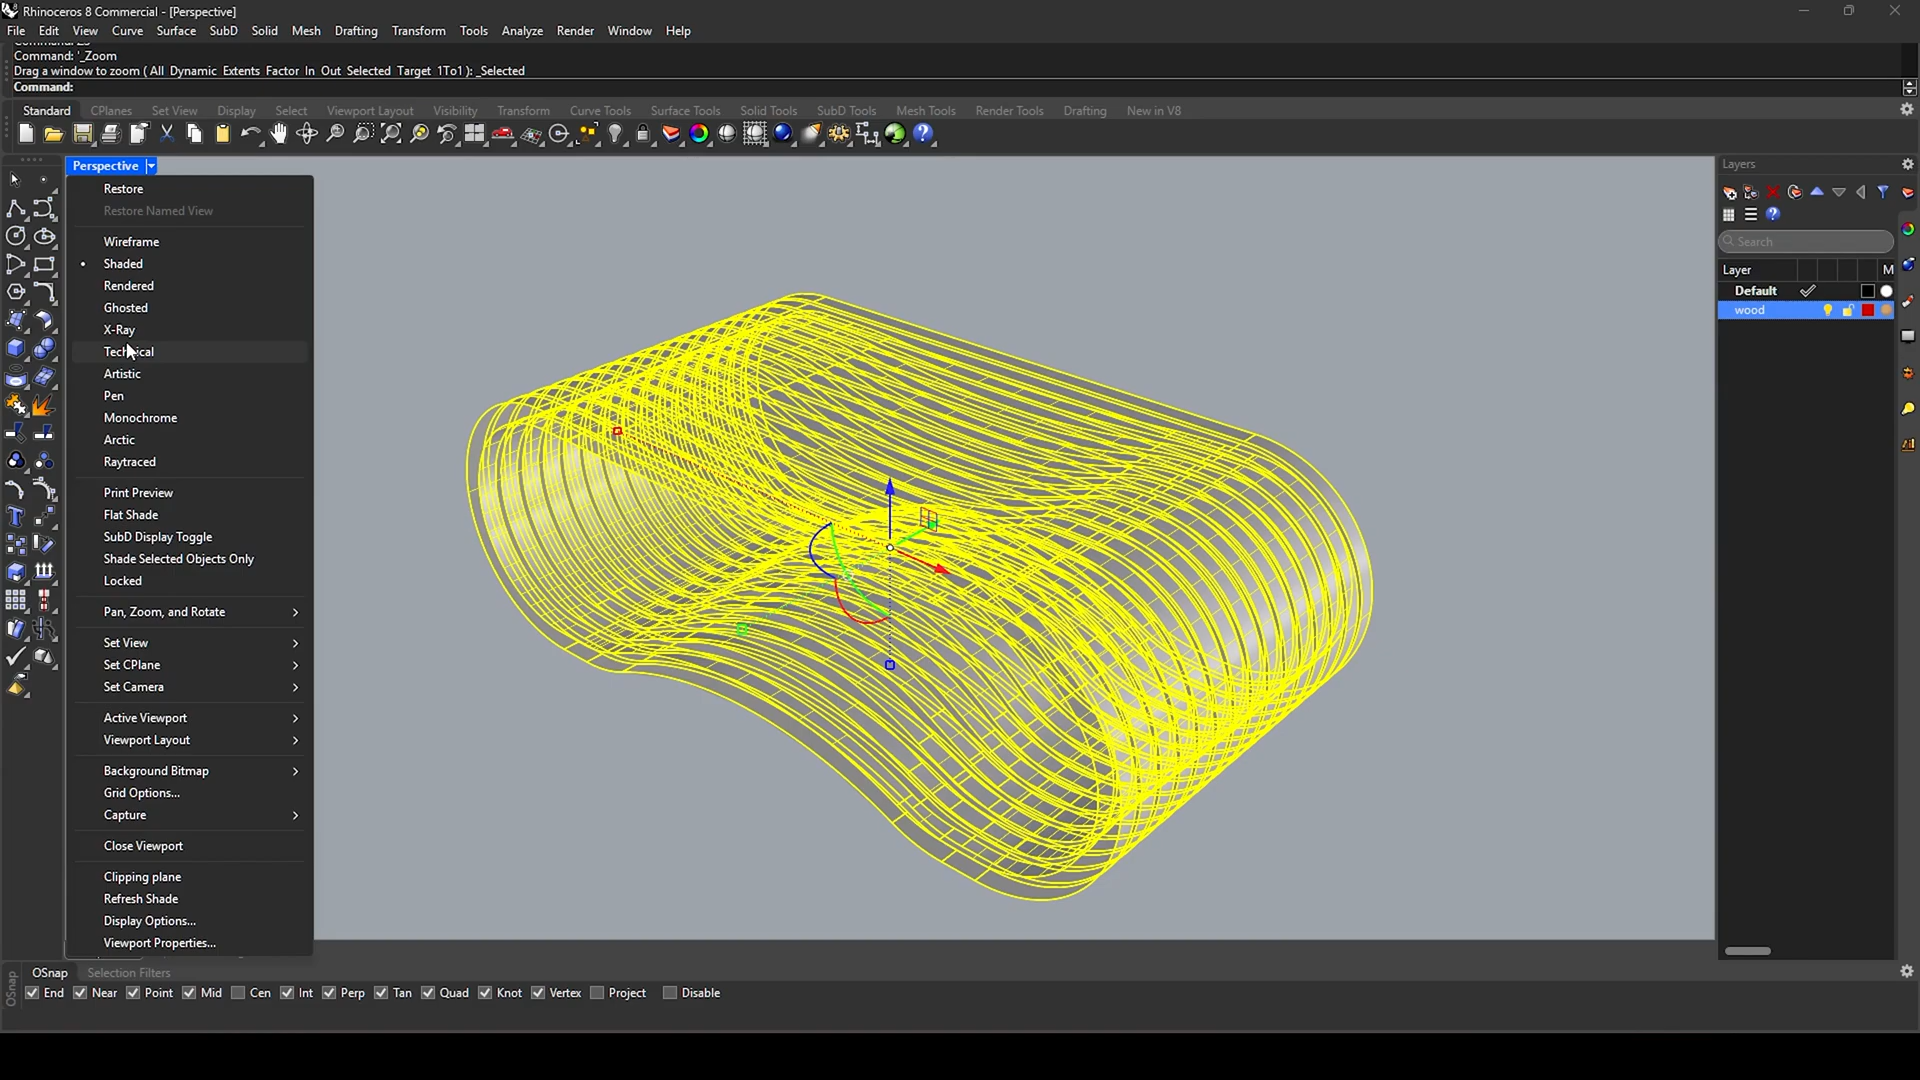 Rhinoceros 8 Commercial - [Perspective]
File Edit View Curve Surface SubD Solid Mesh Drafting Transform Tools Analyze Render Window Help
Command: '_Zoom
Drag a window to zoom ( All Dynamic Extents Factor In Out Selected Target 1To1 ): _Selected
Command:
Standard CPlanes Set View Display Select Viewport Layout Visibility Transform Curve Tools Surface Tools Solid Tools SubD Tools Mesh Tools Render Tools Drafting New in V8
Perspective
Restore
Restore Named View
Wireframe
Shaded
Rendered
Ghosted
X-Ray
Technical
Artistic
Pen
Monochrome
Arctic
Raytraced
Print Preview
Flat Shade
SubD Display Toggle
Shade Selected Objects Only
Locked
Pan, Zoom, and Rotate
Set View
Set CPlane
Set Camera
Active Viewport
Viewport Layout
Background Bitmap
Grid Options...
Capture
Close Viewport
Clipping plane
Refresh Shade
Display Options...
Viewport Properties...
Layers
Search
Layer M
Default
wood
OSnap Selection Filters
OSnap
End Near Point Mid Cen Int Perp Tan Quad Knot Vertex Project Disable